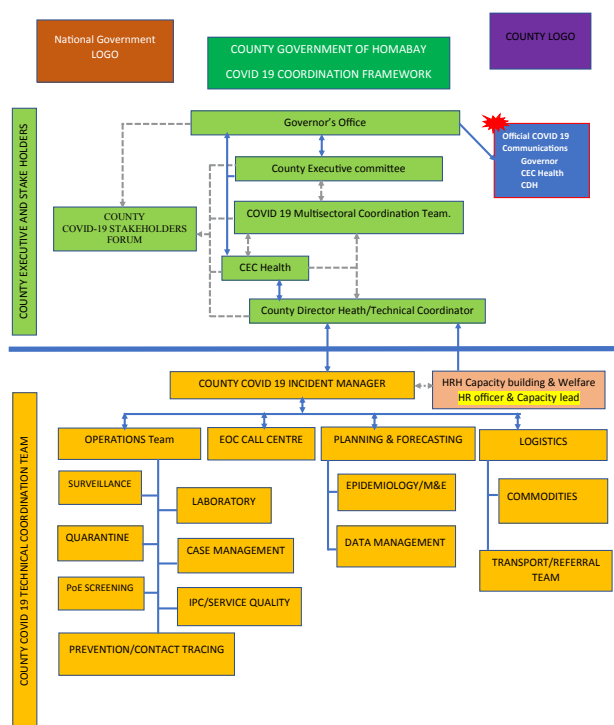 National Government
LOGO
COUNTY GOVERNMENT OF HOMABAY
COVID 19 COORDINATION FRAMEWORK
COUNTY LOGO
COUNTY EXECUTIVE AND STAKE HOLDERS
Governor's Office
Official COVID 19
Communications
Governor
CEC Health
CDH
County Executive committee
COUNTY
COVID-19 STAKEHOLDERS
FORUM
COVID 19 Multisectoral Coordination Team.
CEC Health
County Director Heath/Technical Coordinator
COUNTY COVID 19 TECHNICAL COORDINATION TEAM
COUNTY COVID 19 INCIDENT MANAGER
HRH Capacity building & Welfare
HR officer & Capacity lead
OPERATIONS Team
EOC CALL CENTRE
PLANNING & FORECASTING
LOGISTICS
SURVEILLANCE
LABORATORY
QUARANTINE
CASE MANAGEMENT
PoE SCREENING
IPC/SERVICE QUALITY
PREVENTION/CONTACT TRACING
EPIDEMIOLOGY/M&E
DATA MANAGEMENT
COMMODITIES
TRANSPORT/REFERRAL
TEAM